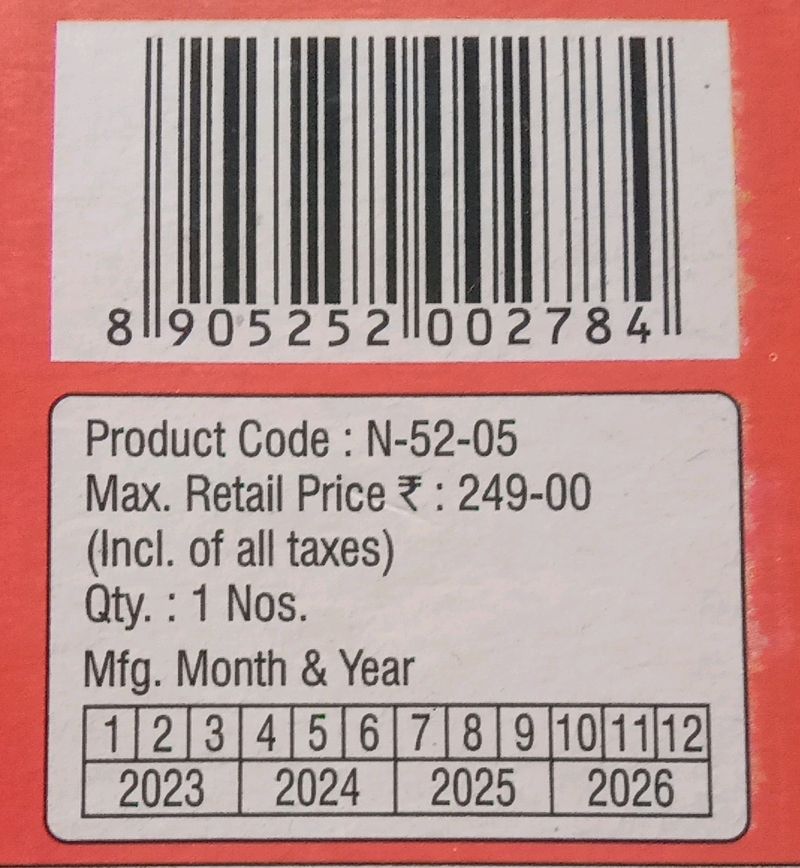 8 905252 002784
Product Code : N-52-05
Max. Retail Price ₹ : 249-00
(Incl. of all taxes)
Qty. : 1 Nos.
Mfg. Month & Year
1 2 3 4 5 6 7 8 9 10 11 12
2023 2024 2025 2026